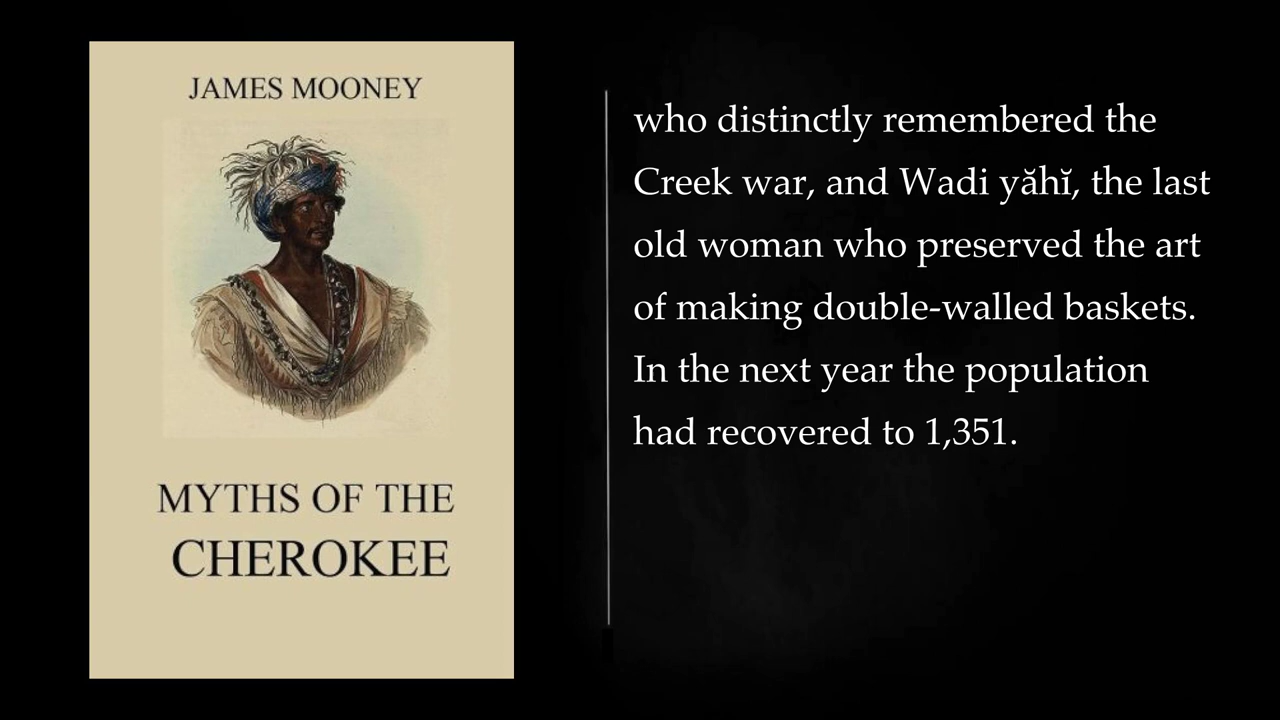 JAMES MOONEY
MYTHS OF THE
CHEROKEE
who distinctly remembered the
Creek war, and Wadi yăhĭ, the last
old woman who preserved the art
of making double-walled baskets.
In the next year the population
had recovered to 1,351.